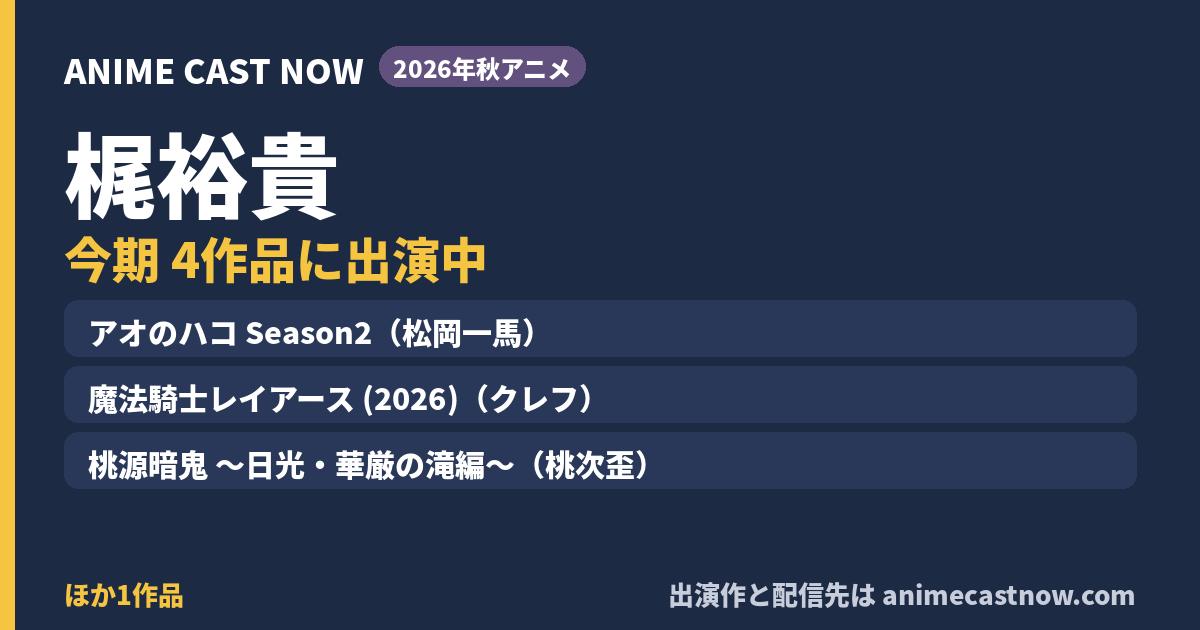 ANIME CAST NOW 2026年秋アニメ
梶裕貴
今期 4作品に出演中
アオのハコ Season2（松岡一馬）
魔法騎士レイアース (2026)（クレフ）
桃源暗鬼 〜日光・華厳の滝編〜（桃次歪）
ほか1作品
出演作と配信先は animecastnow.com